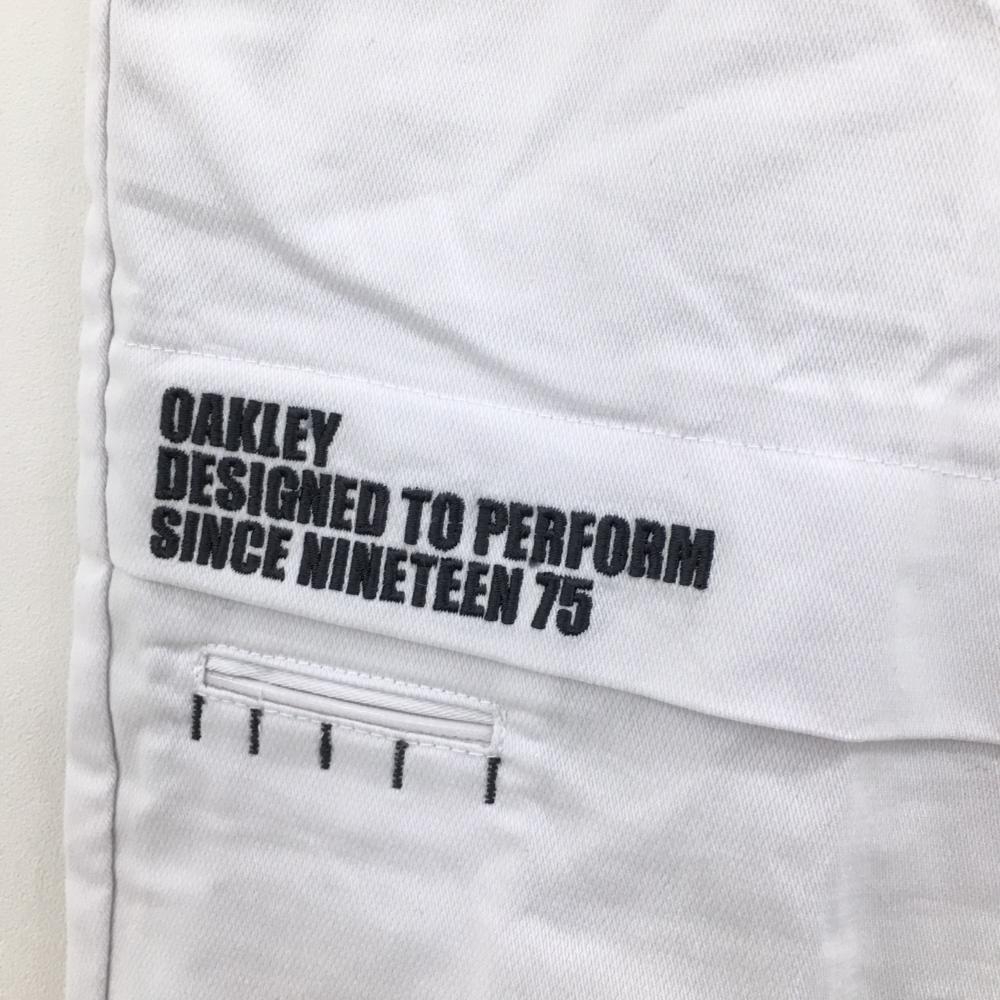 OAKLEY
DESIGNED TO PERFORM
SINCE NINETEEN 75